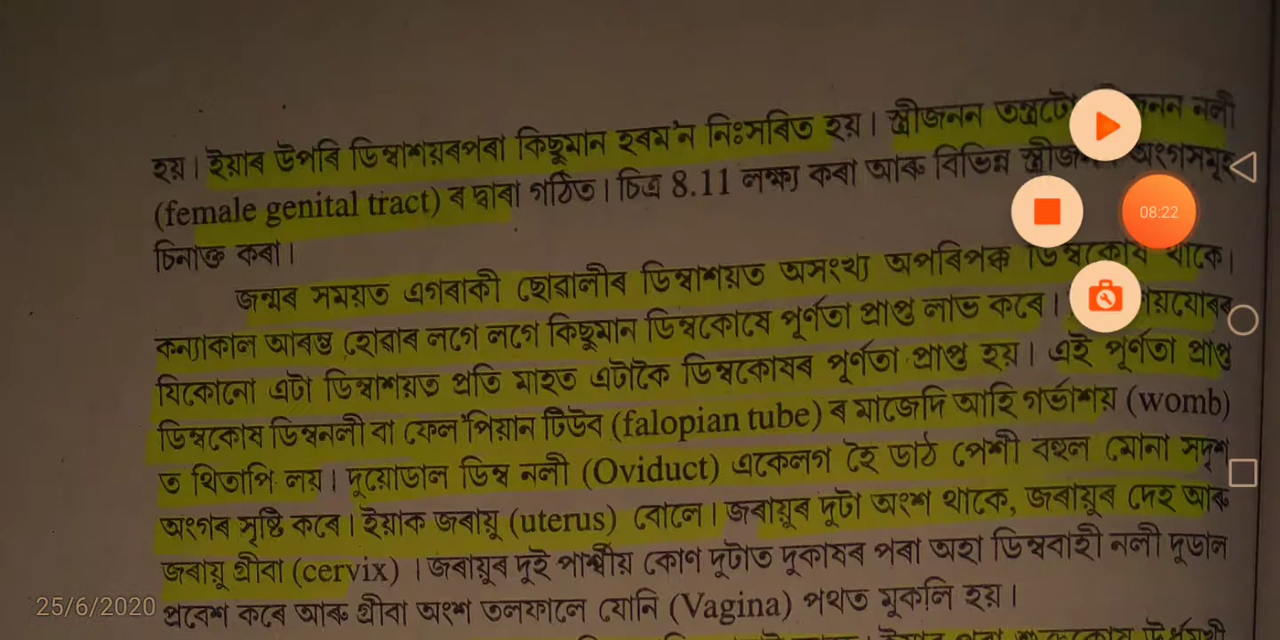 হয়। ইয়াৰ উপৰি ডিম্বাশয়ৰপৰা কিছুমান হৰম'ন নিঃসৰিত হয়। স্ত্ৰীজনন তন্ত্ৰটো নলী
(female genital tract) ৰ দ্বাৰা গঠিত। চিত্ৰ 8.11 লক্ষ্য কৰা আৰু বিভিন্ন অংগসমূহ
চিনাক্ত কৰা।
জন্মৰ সময়ত এগৰাকী ছোৱালীৰ ডিম্বাশয়ত অসংখ্য অপৰিপক্ক ডিম্বকোষ থাকে।
কন্যাকাল আৰম্ভ হোৱাৰ লগে লগে কিছুমান ডিম্বকোষে পূৰ্ণতা প্ৰাপ্ত লাভ কৰে।
যিকোনো এটা ডিম্বাশয়ত প্ৰতি মাহত এটাকৈ ডিম্বকোষৰ পূৰ্ণতা প্ৰাপ্ত হয়। এই পূৰ্ণতা প্ৰাপ্ত
ডিম্বকোষ ডিম্বনলী বা ফেল'পিয়ান টিউব (falopian tube) ৰ মাজেদি আহি গৰ্ভাশয় (womb)
ত থিতাপি লয়। দুয়োডাল ডিম্ব নলী (Oviduct) একেলগ হৈ ডাঠ পেশী বহুল মোনা সদৃশ
অংগৰ সৃষ্টি কৰে। ইয়াক জৰায়ু (uterus) বোলে। জৰায়ুৰ দুটা অংশ থাকে, জৰায়ুৰ দেহ আৰু
জৰায়ু গ্ৰীবা (cervix) । জৰায়ুৰ দুই পাৰ্শ্বীয় কোণ দুটাত দুকাষৰ পৰা অহা ডিম্ববাহী নলী দুডাল
প্ৰবেশ কৰে আৰু গ্ৰীবা অংশ তলফালে যোনি (Vagina) পথত মুকলি হয়।
08:22
25/6/2020